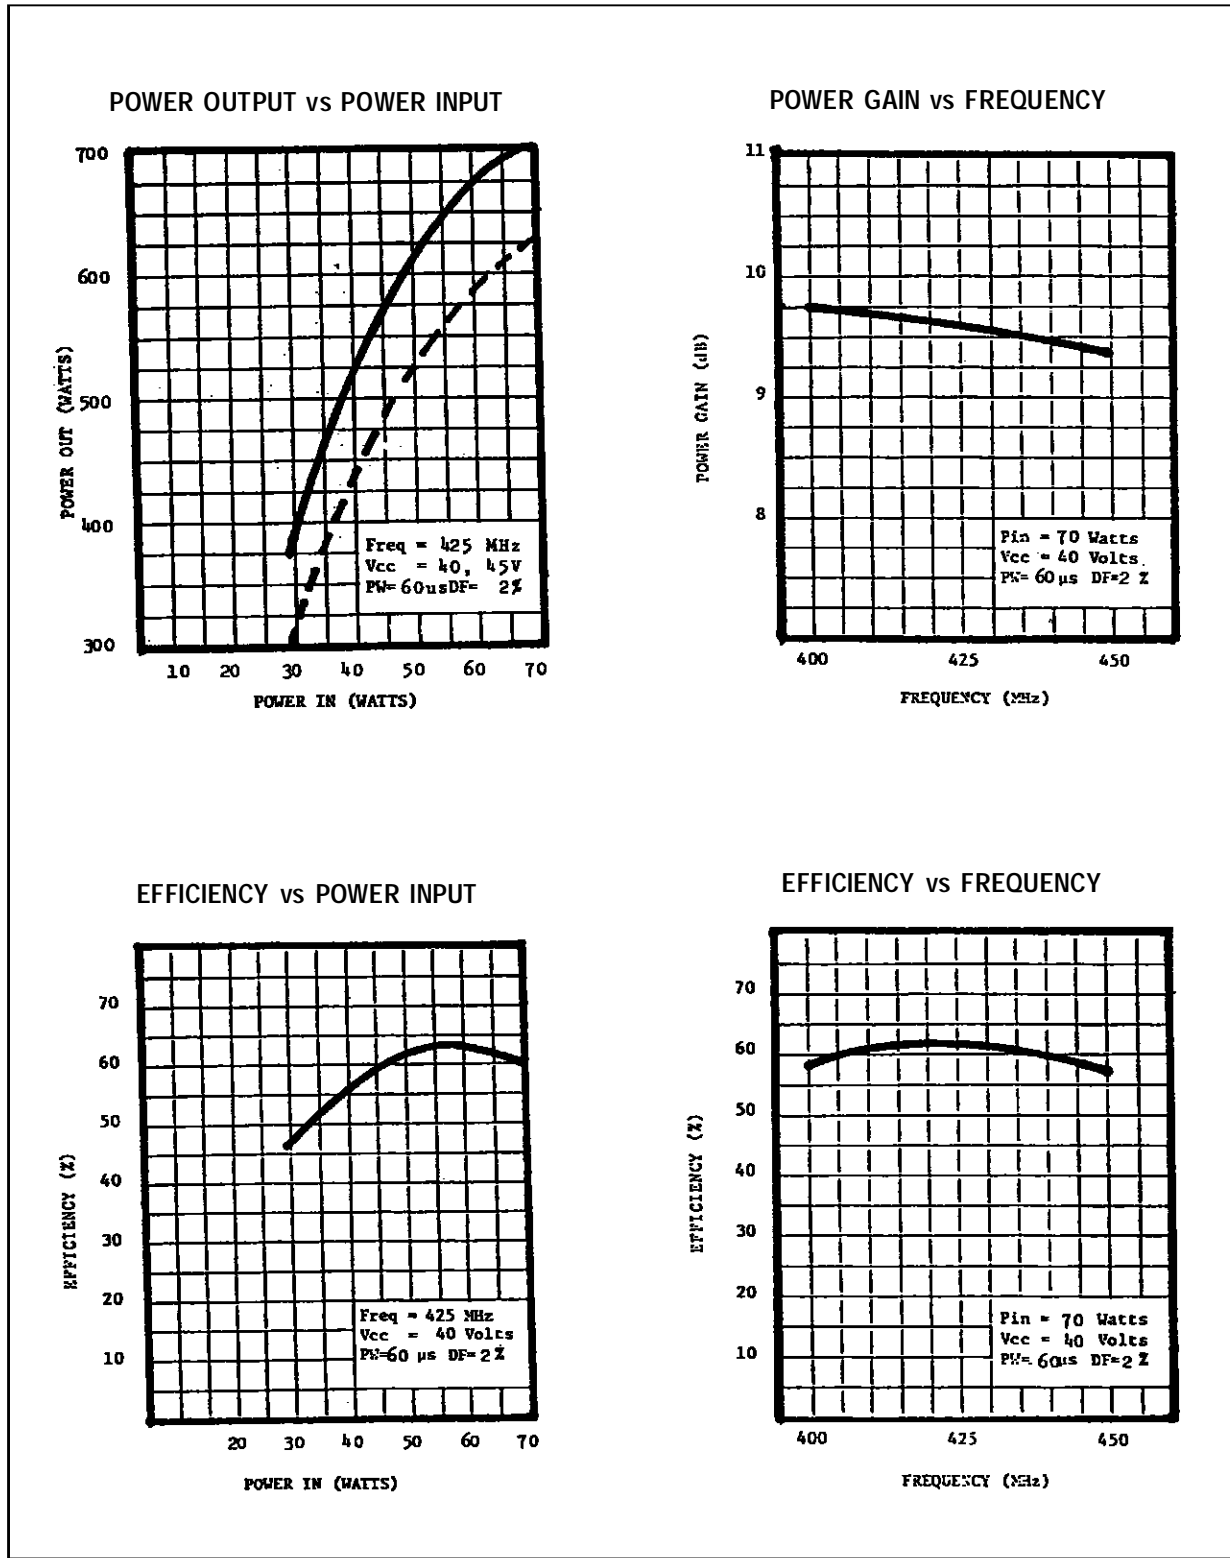 POWER OUTPUT vs POWER INPUT
700
600
500
400
300
POWER OUT (WATTS)
Freq = 425 MHz
Vcc = 40, 45V
PW=60usDF= 2%
10 20 30 40 50 60 70
POWER IN (WATTS)
POWER GAIN vs FREQUENCY
11
10
9
8
POWER GAIN (dB)
Pin = 70 Watts
Vcc = 40 Volts.
PW= 60µs DF=2 %
400 425 450
FREQUENCY (MHz)
EFFICIENCY vs POWER INPUT
70
60
50
40
30
20
10
EFFICIENCY (%)
Freq = 425 MHz
Vcc = 40 Volts
PW=60 µs DF=2%
20 30 40 50 60 70
POWER IN (WATTS)
EFFICIENCY vs FREQUENCY
70
60
50
40
30
20
10
EFFICIENCY (%)
Pin = 70 Watts
Vcc = 40 Volts
PW= 60µs DF=2 %
400 425 450
FREQUENCY (MHz)